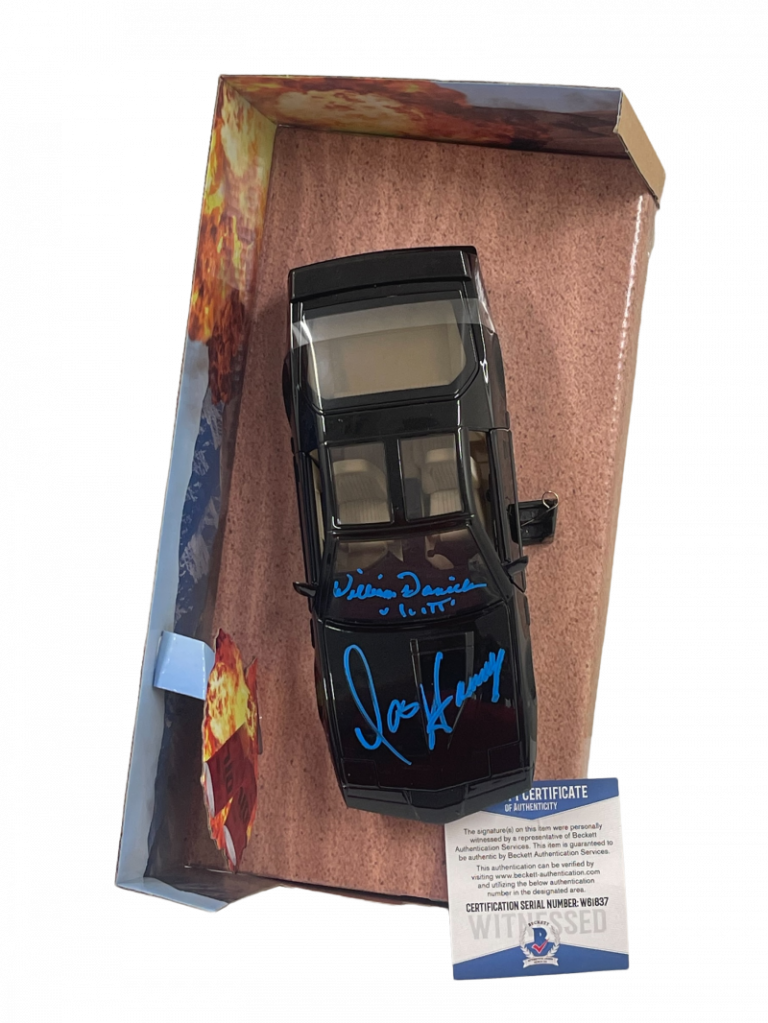 William Daniels
"KITT"
CERTIFICATE
OF AUTHENTICITY
The signature(s) on this item were personally
witnessed by a representative of Beckett
Authentication Services. This item is guaranteed to
be authentic by Beckett Authentication Services.
This authentication can be verified by
visiting www.beckett-authentication.com
and utilizing the below authentication
number in the designated area.
CERTIFICATION SERIAL NUMBER: W61837
WITNESSED
BECKETT